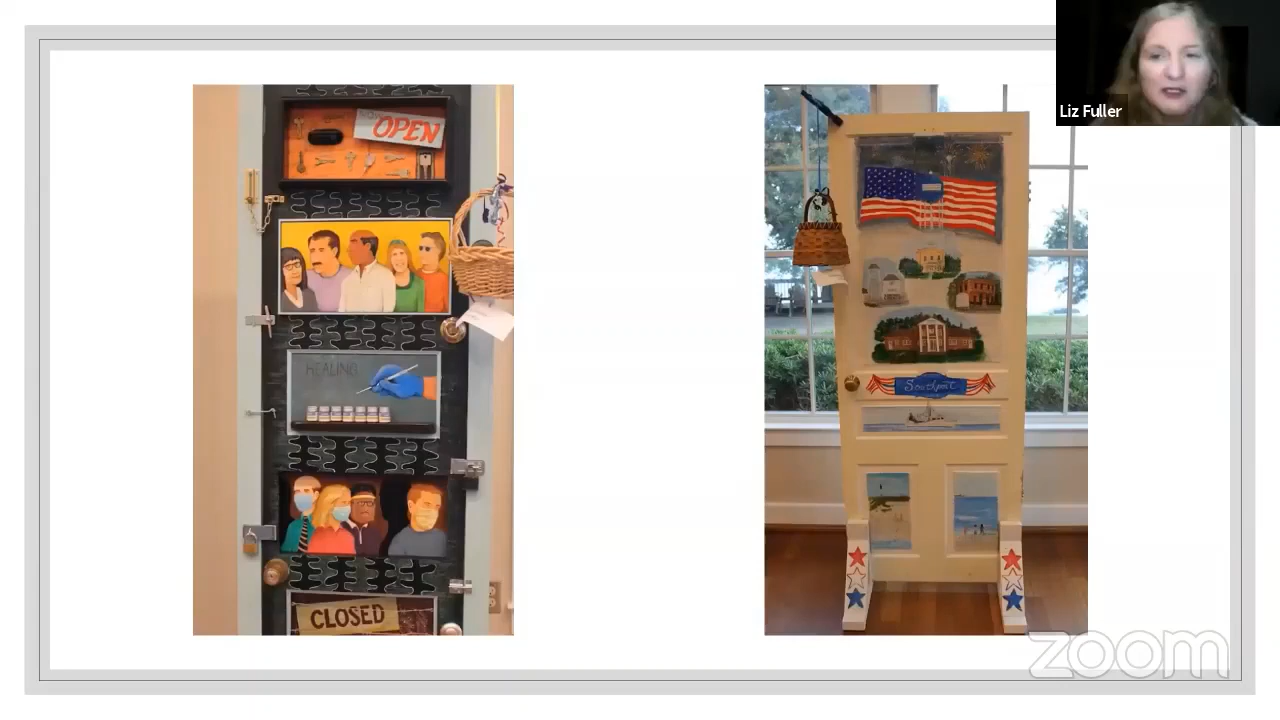 OPEN
HEALING
CLOSED
Southport
Liz Fuller
zoom